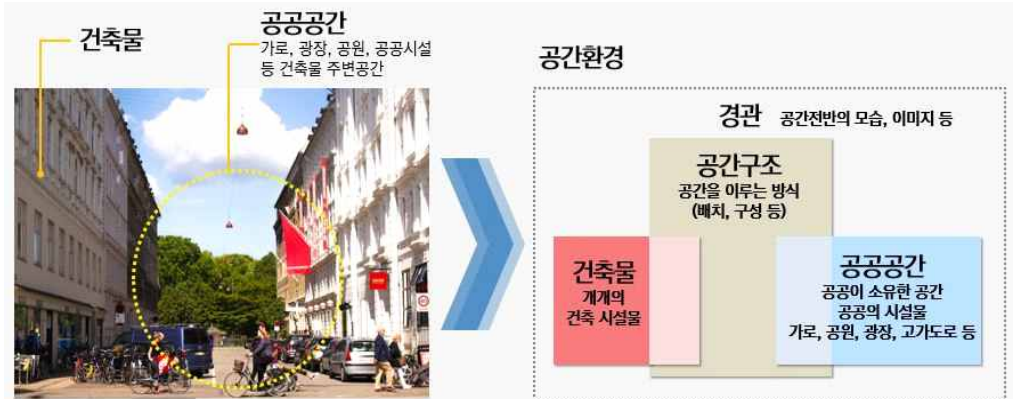 건축물
공공공간
가로, 광장, 공원, 공공시설
등 건축물 주변공간
공간환경
경관 공간전반의 모습, 이미지 등
공간구조
공간을 이루는 방식
(배치, 구성 등)
건축물
개개의
건축 시설물
공공공간
공공이 소유한 공간
공공의 시설물
가로, 공원, 광장, 고가도로 등